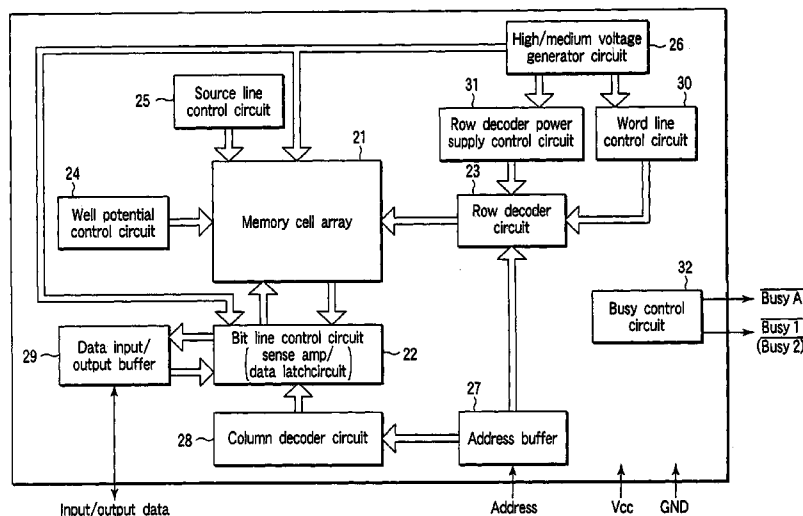 High/medium voltage
generator circuit
26
Source line
control circuit
25
31
30
Row decoder power
supply control circuit
Word line
control circuit
21
24
23
Well potential
control circuit
Memory cell array
Row decoder
circuit
32
Busy control
circuit
Busy A
Busy 1
(Busy 2)
29
Data input/
output buffer
Bit line control circuit
(sense amp/
data latchcircuit)
22
27
28
Column decoder circuit
Address buffer
Input/output data
Address
Vcc
GND